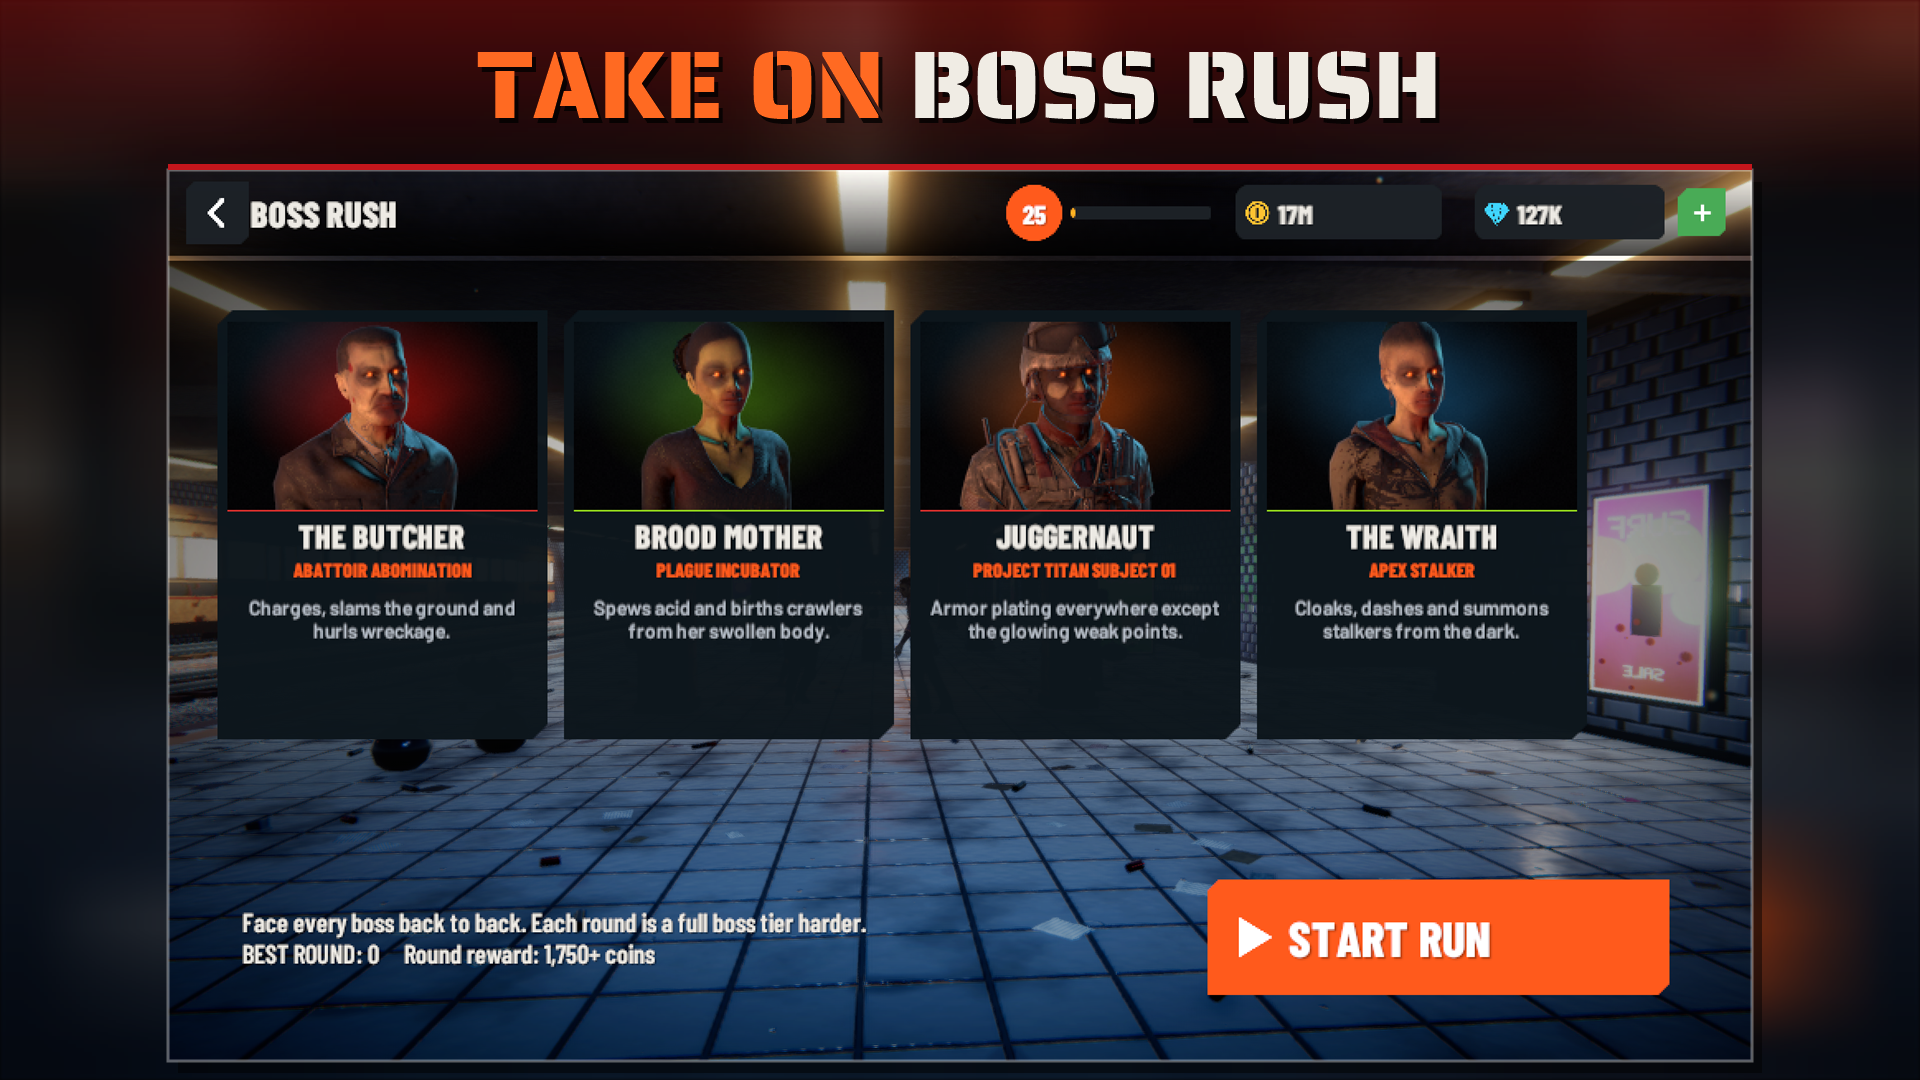 TAKE ON BOSS RUSH
BOSS RUSH
25
17M
127K
+
THE BUTCHER
ABATTOIR ABOMINATION
Charges, slams the ground and
hurls wreckage.
BROOD MOTHER
PLAGUE INCUBATOR
Spews acid and births crawlers
from her swollen body.
JUGGERNAUT
PROJECT TITAN SUBJECT 01
Armor plating everywhere except
the glowing weak points.
THE WRAITH
APEX STALKER
Cloaks, dashes and summons
stalkers from the dark.
SALE
Face every boss back to back. Each round is a full boss tier harder.
BEST ROUND: 0 Round reward: 1,750+ coins
START RUN